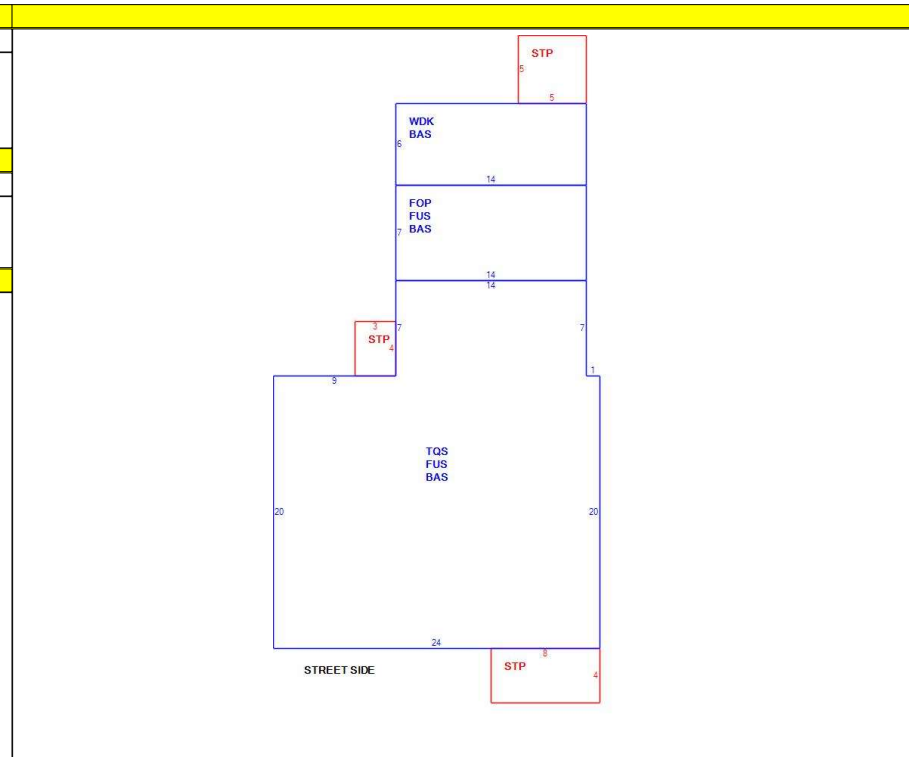 STP
5
5
WDK
BAS
6
14
FOP
FUS
BAS
7
14
14
3
7
7
STP
4
1
9
TQS
FUS
BAS
20
20
24
8
STREET SIDE
STP
4